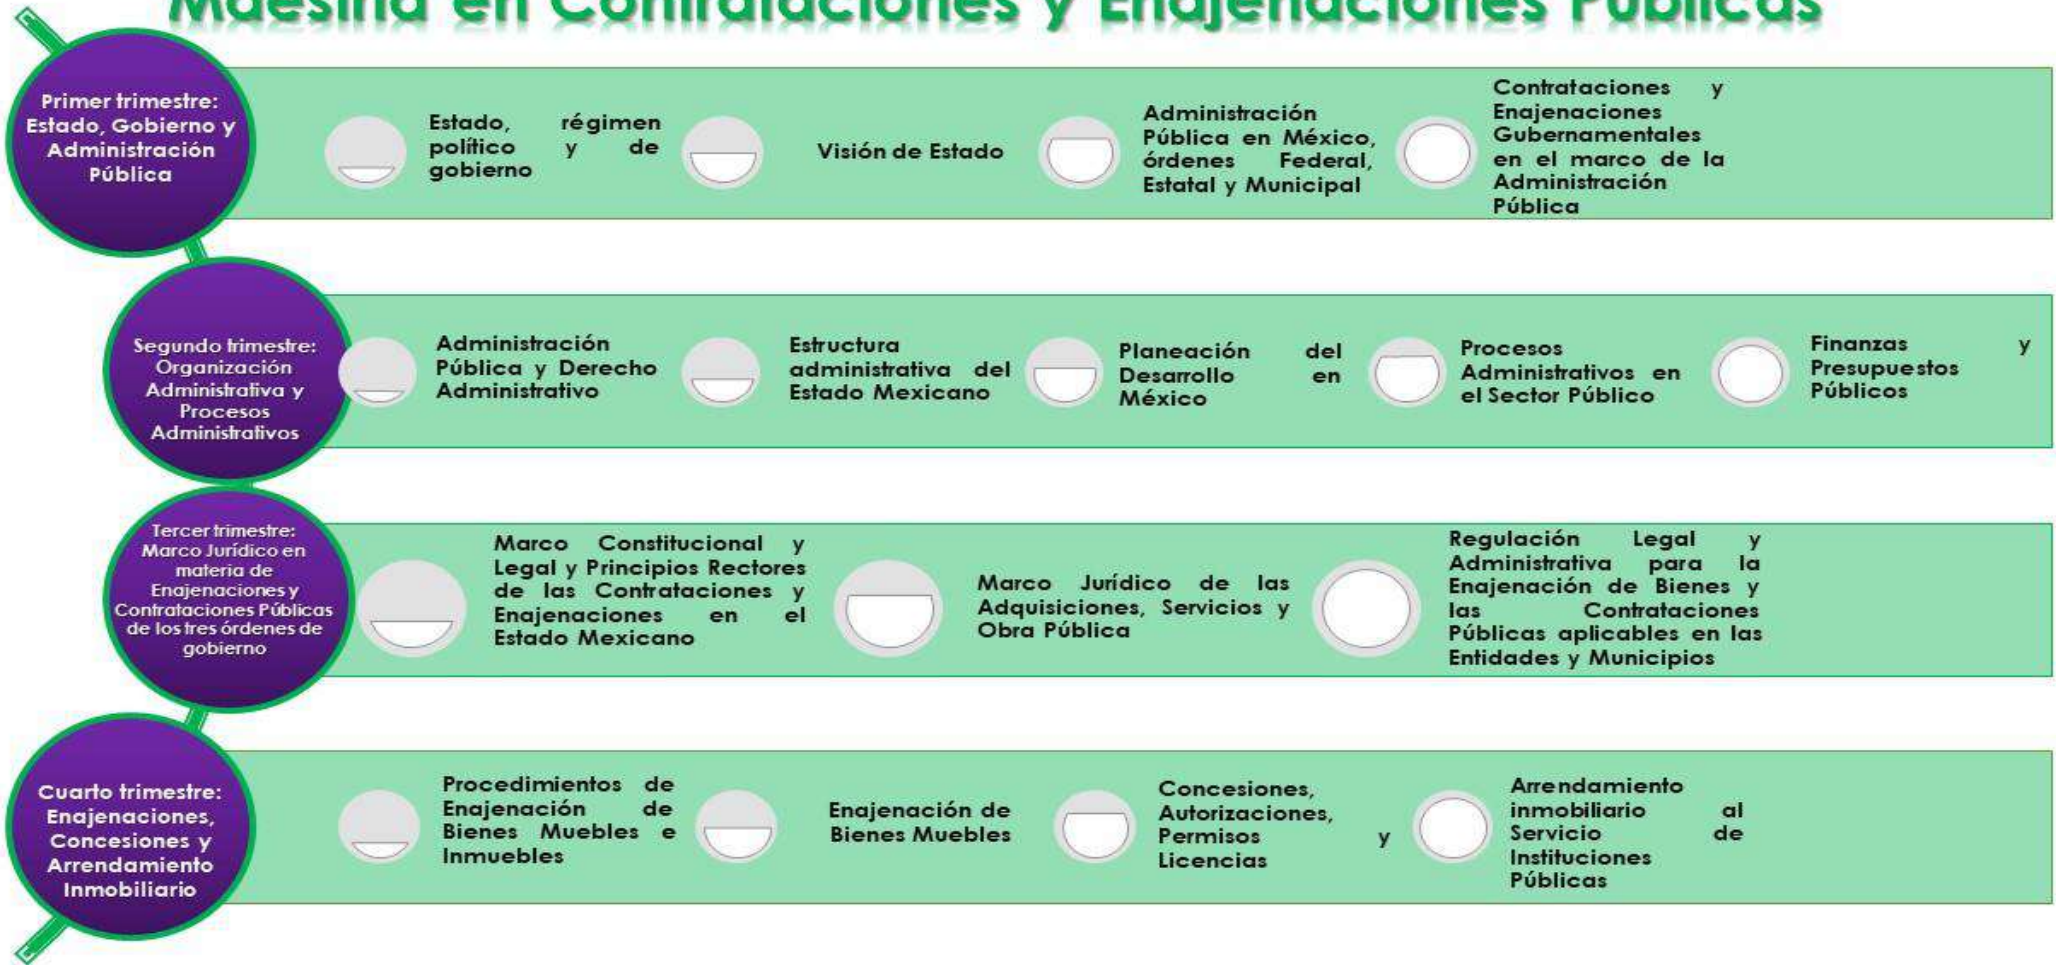 Maestría en Contrataciones y Enajenaciones Públicas
Primer trimestre:
Estado, Gobierno y
Administración
Pública
Estado, régimen
político y de
gobierno
Visión de Estado
Administración
Pública en México,
órdenes Federal,
Estatal y Municipal
Contrataciones y
Enajenaciones
Gubernamentales
en el marco de la
Administración
Pública
Segundo trimestre:
Organización
Administrativa y
Procesos
Administrativos
Administración
Pública y Derecho
Administrativo
Estructura
administrativa del
Estado Mexicano
Planeación del
Desarrollo en
México
Procesos
Administrativos en
el Sector Público
Finanzas y
Presupuestos
Públicos
Tercer trimestre:
Marco Jurídico en
materia de
Enajenaciones y
Contrataciones Públicas
de los tres órdenes de
gobierno
Marco Constitucional y
Legal y Principios Rectores
de las Contrataciones y
Enajenaciones en el
Estado Mexicano
Marco Jurídico de las
Adquisiciones, Servicios y
Obra Pública
Regulación Legal y
Administrativa para la
Enajenación de Bienes y
las Contrataciones
Públicas aplicables en las
Entidades y Municipios
Cuarto trimestre:
Enajenaciones,
Concesiones y
Arrendamiento
Inmobiliario
Procedimientos de
Enajenación de
Bienes Muebles e
Inmuebles
Enajenación de
Bienes Muebles
Concesiones,
Autorizaciones,
Permisos y
Licencias
Arrendamiento
inmobiliario al
Servicio de
Instituciones
Públicas